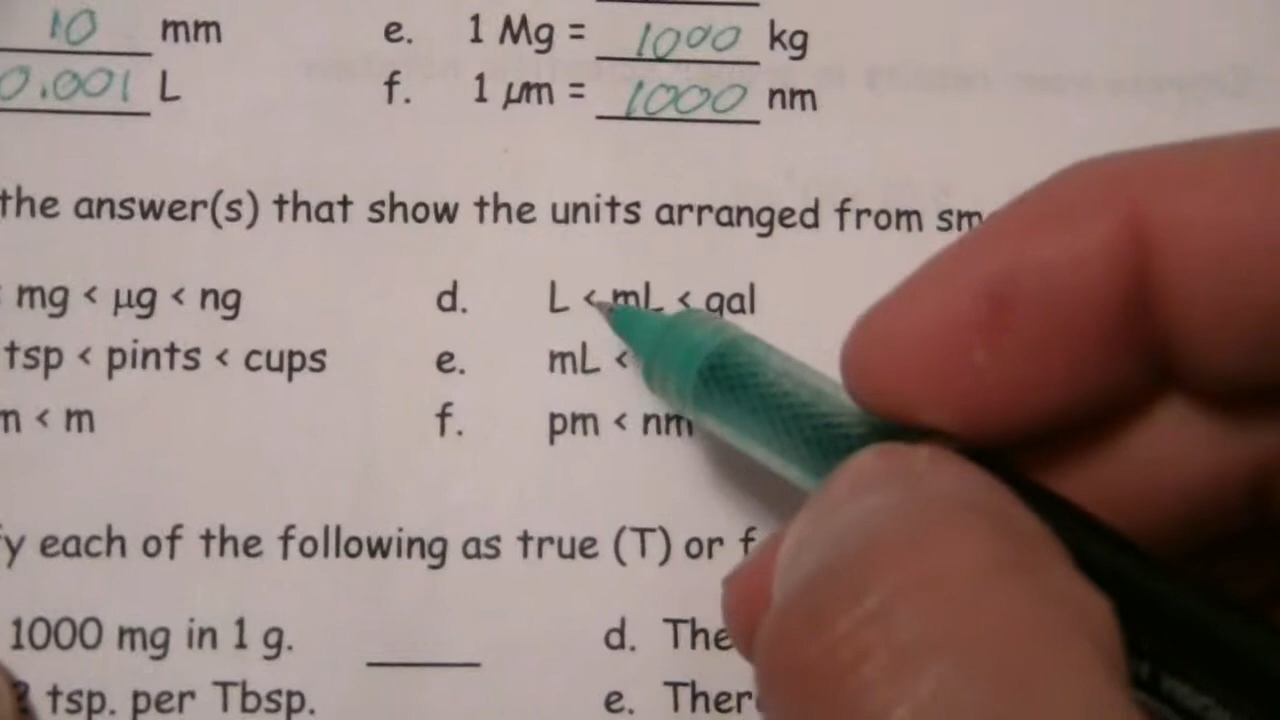 10 mm e. 1 Mg = 1000 kg
0.001 L f. 1 μm = 1000 nm
the answer(s) that show the units arranged from
mg < μg < ng d. L < mL < gal
tsp < pints < cups e. mL <
< m f. pm < nm
each of the following as true (T) or
1000 mg in 1 g. d. The
tsp. per Tbsp. e.